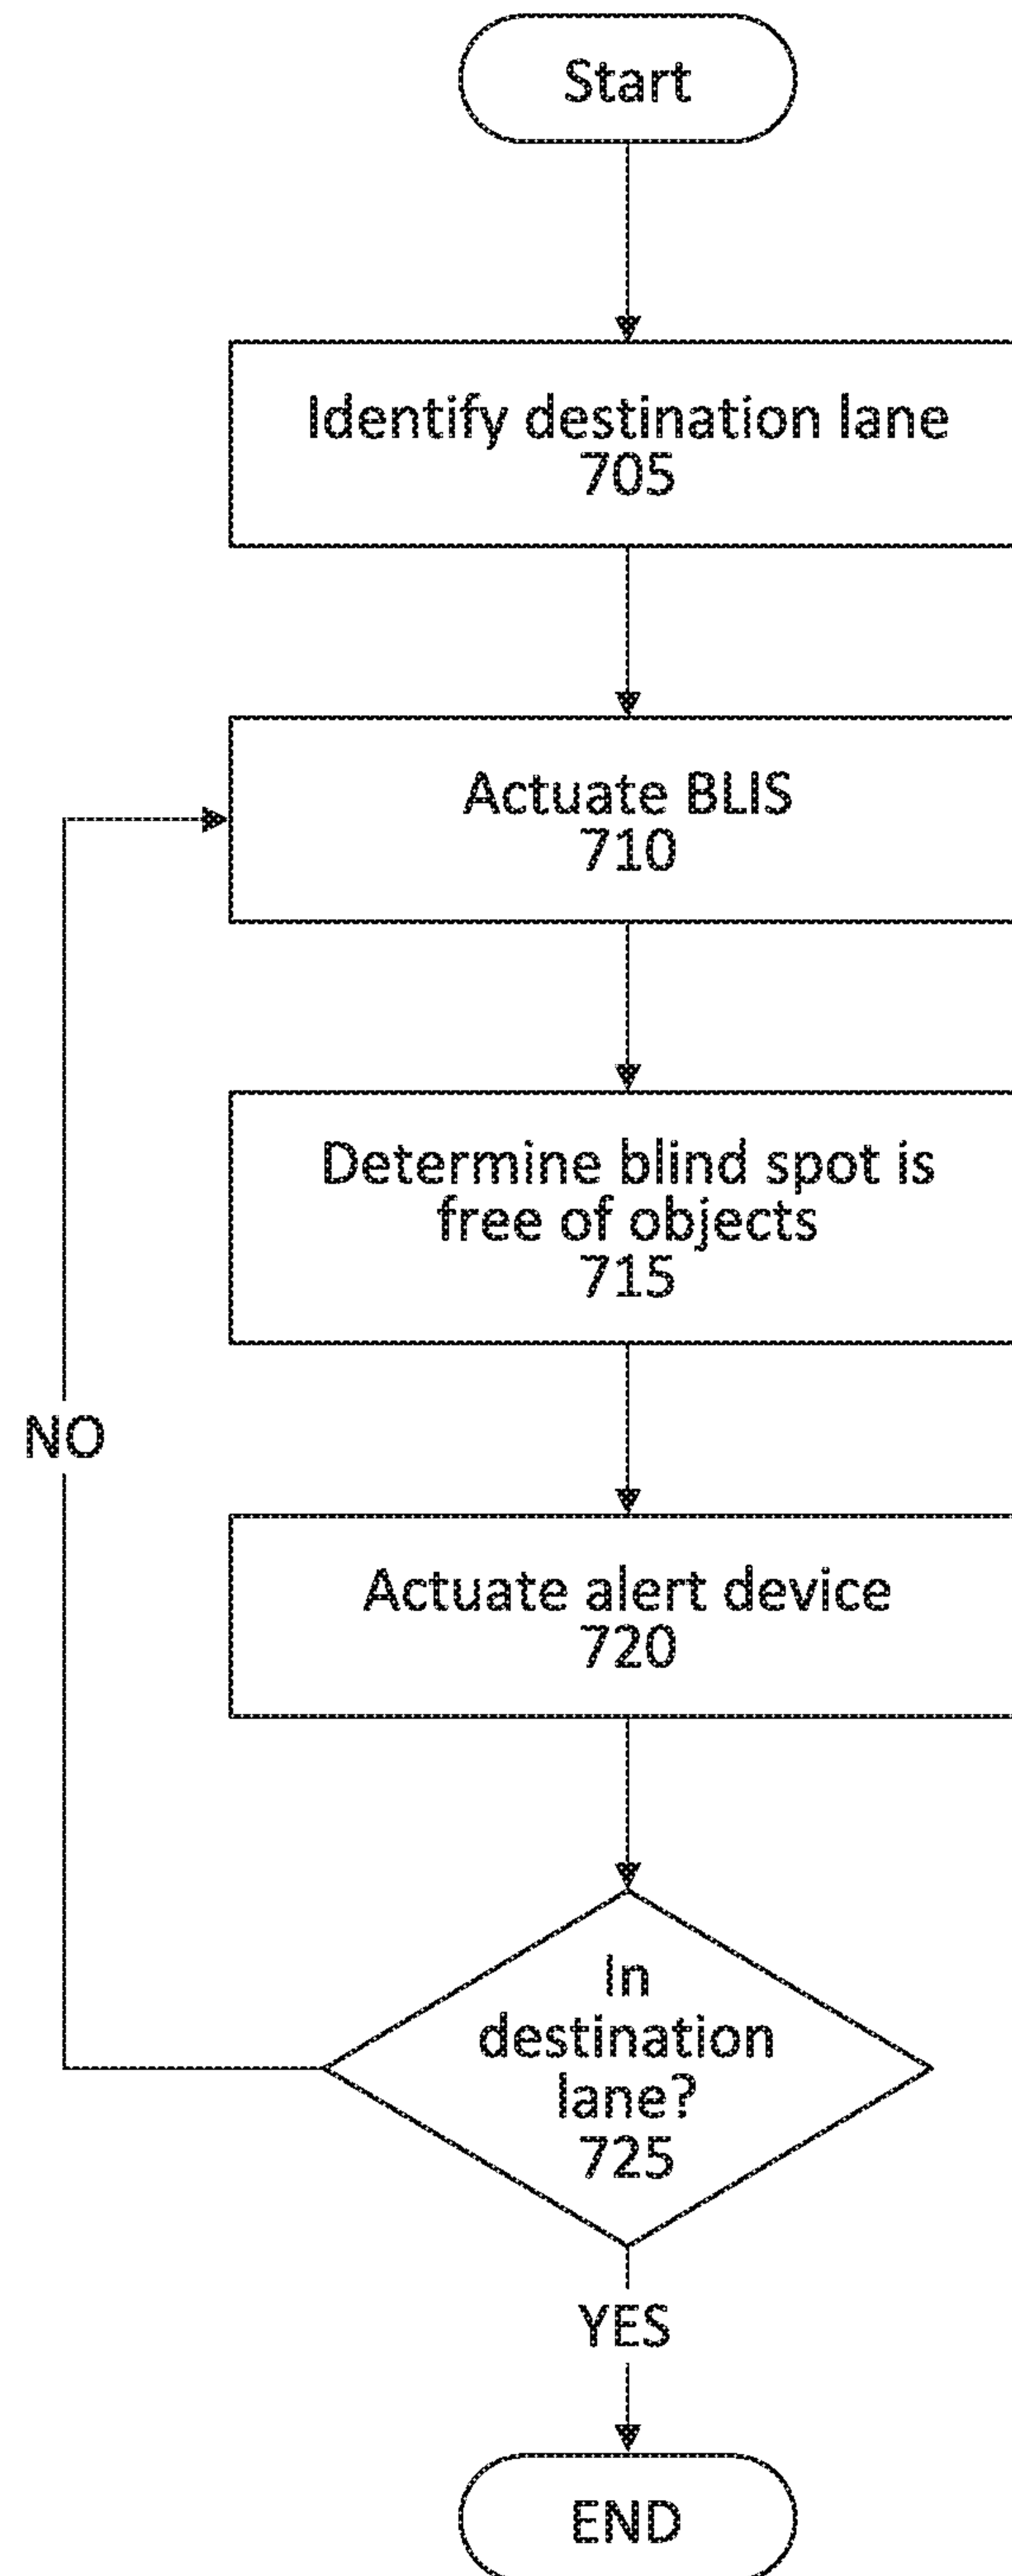 Start
Identify destination lane
705
Actuate BLIS
710
Determine blind spot is
free of objects
715
NO
Actuate alert device
720
In
destination
lane?
725
YES
END